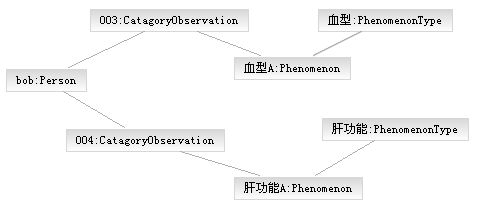 003:CatagoryObservation
血型:PhenomenonType
血型A:Phenomenon
bob:Person
肝功能:PhenomenonType
004:CatagoryObservation
肝功能A:Phenomenon